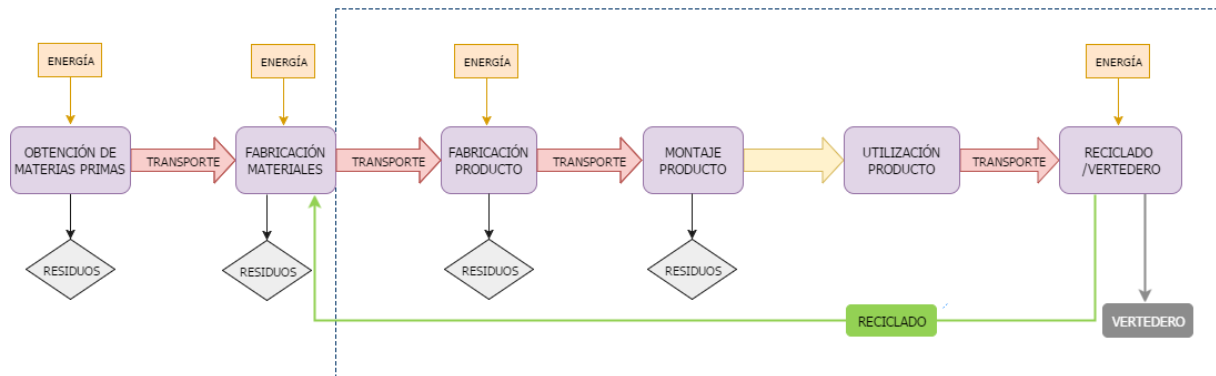 ENERGÍA
ENERGÍA
ENERGÍA
ENERGÍA
OBTENCIÓN DE
MATERIAS PRIMAS
TRANSPORTE
FABRICACIÓN
MATERIALES
TRANSPORTE
FABRICACIÓN
PRODUCTO
TRANSPORTE
MONTAJE
PRODUCTO
UTILIZACIÓN
PRODUCTO
TRANSPORTE
RECICLADO
/VERTEDERO
RESIDUOS
RESIDUOS
RESIDUOS
RESIDUOS
RECICLADO
VERTEDERO